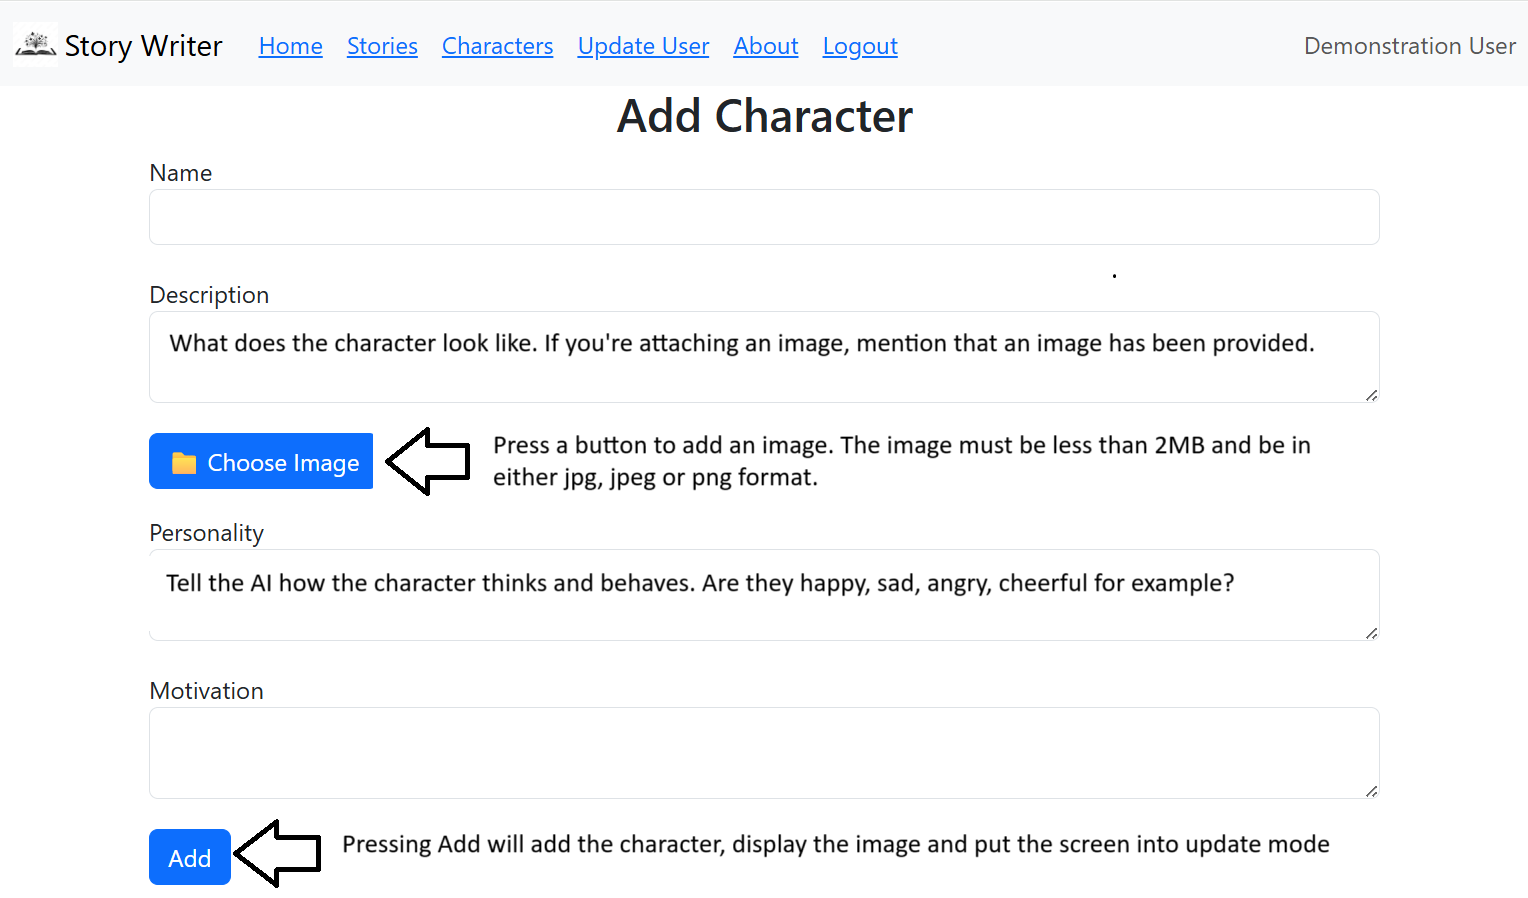 Story Writer Home Stories Characters Update User About Logout Demonstration User
Add Character
Name
Description
What does the character look like. If you're attaching an image, mention that an image has been provided.
Choose Image
Press a button to add an image. The image must be less than 2MB and be in
either jpg, jpeg or png format.
Personality
Tell the AI how the character thinks and behaves. Are they happy, sad, angry, cheerful for example?
Motivation
Add
Pressing Add will add the character, display the image and put the screen into update mode